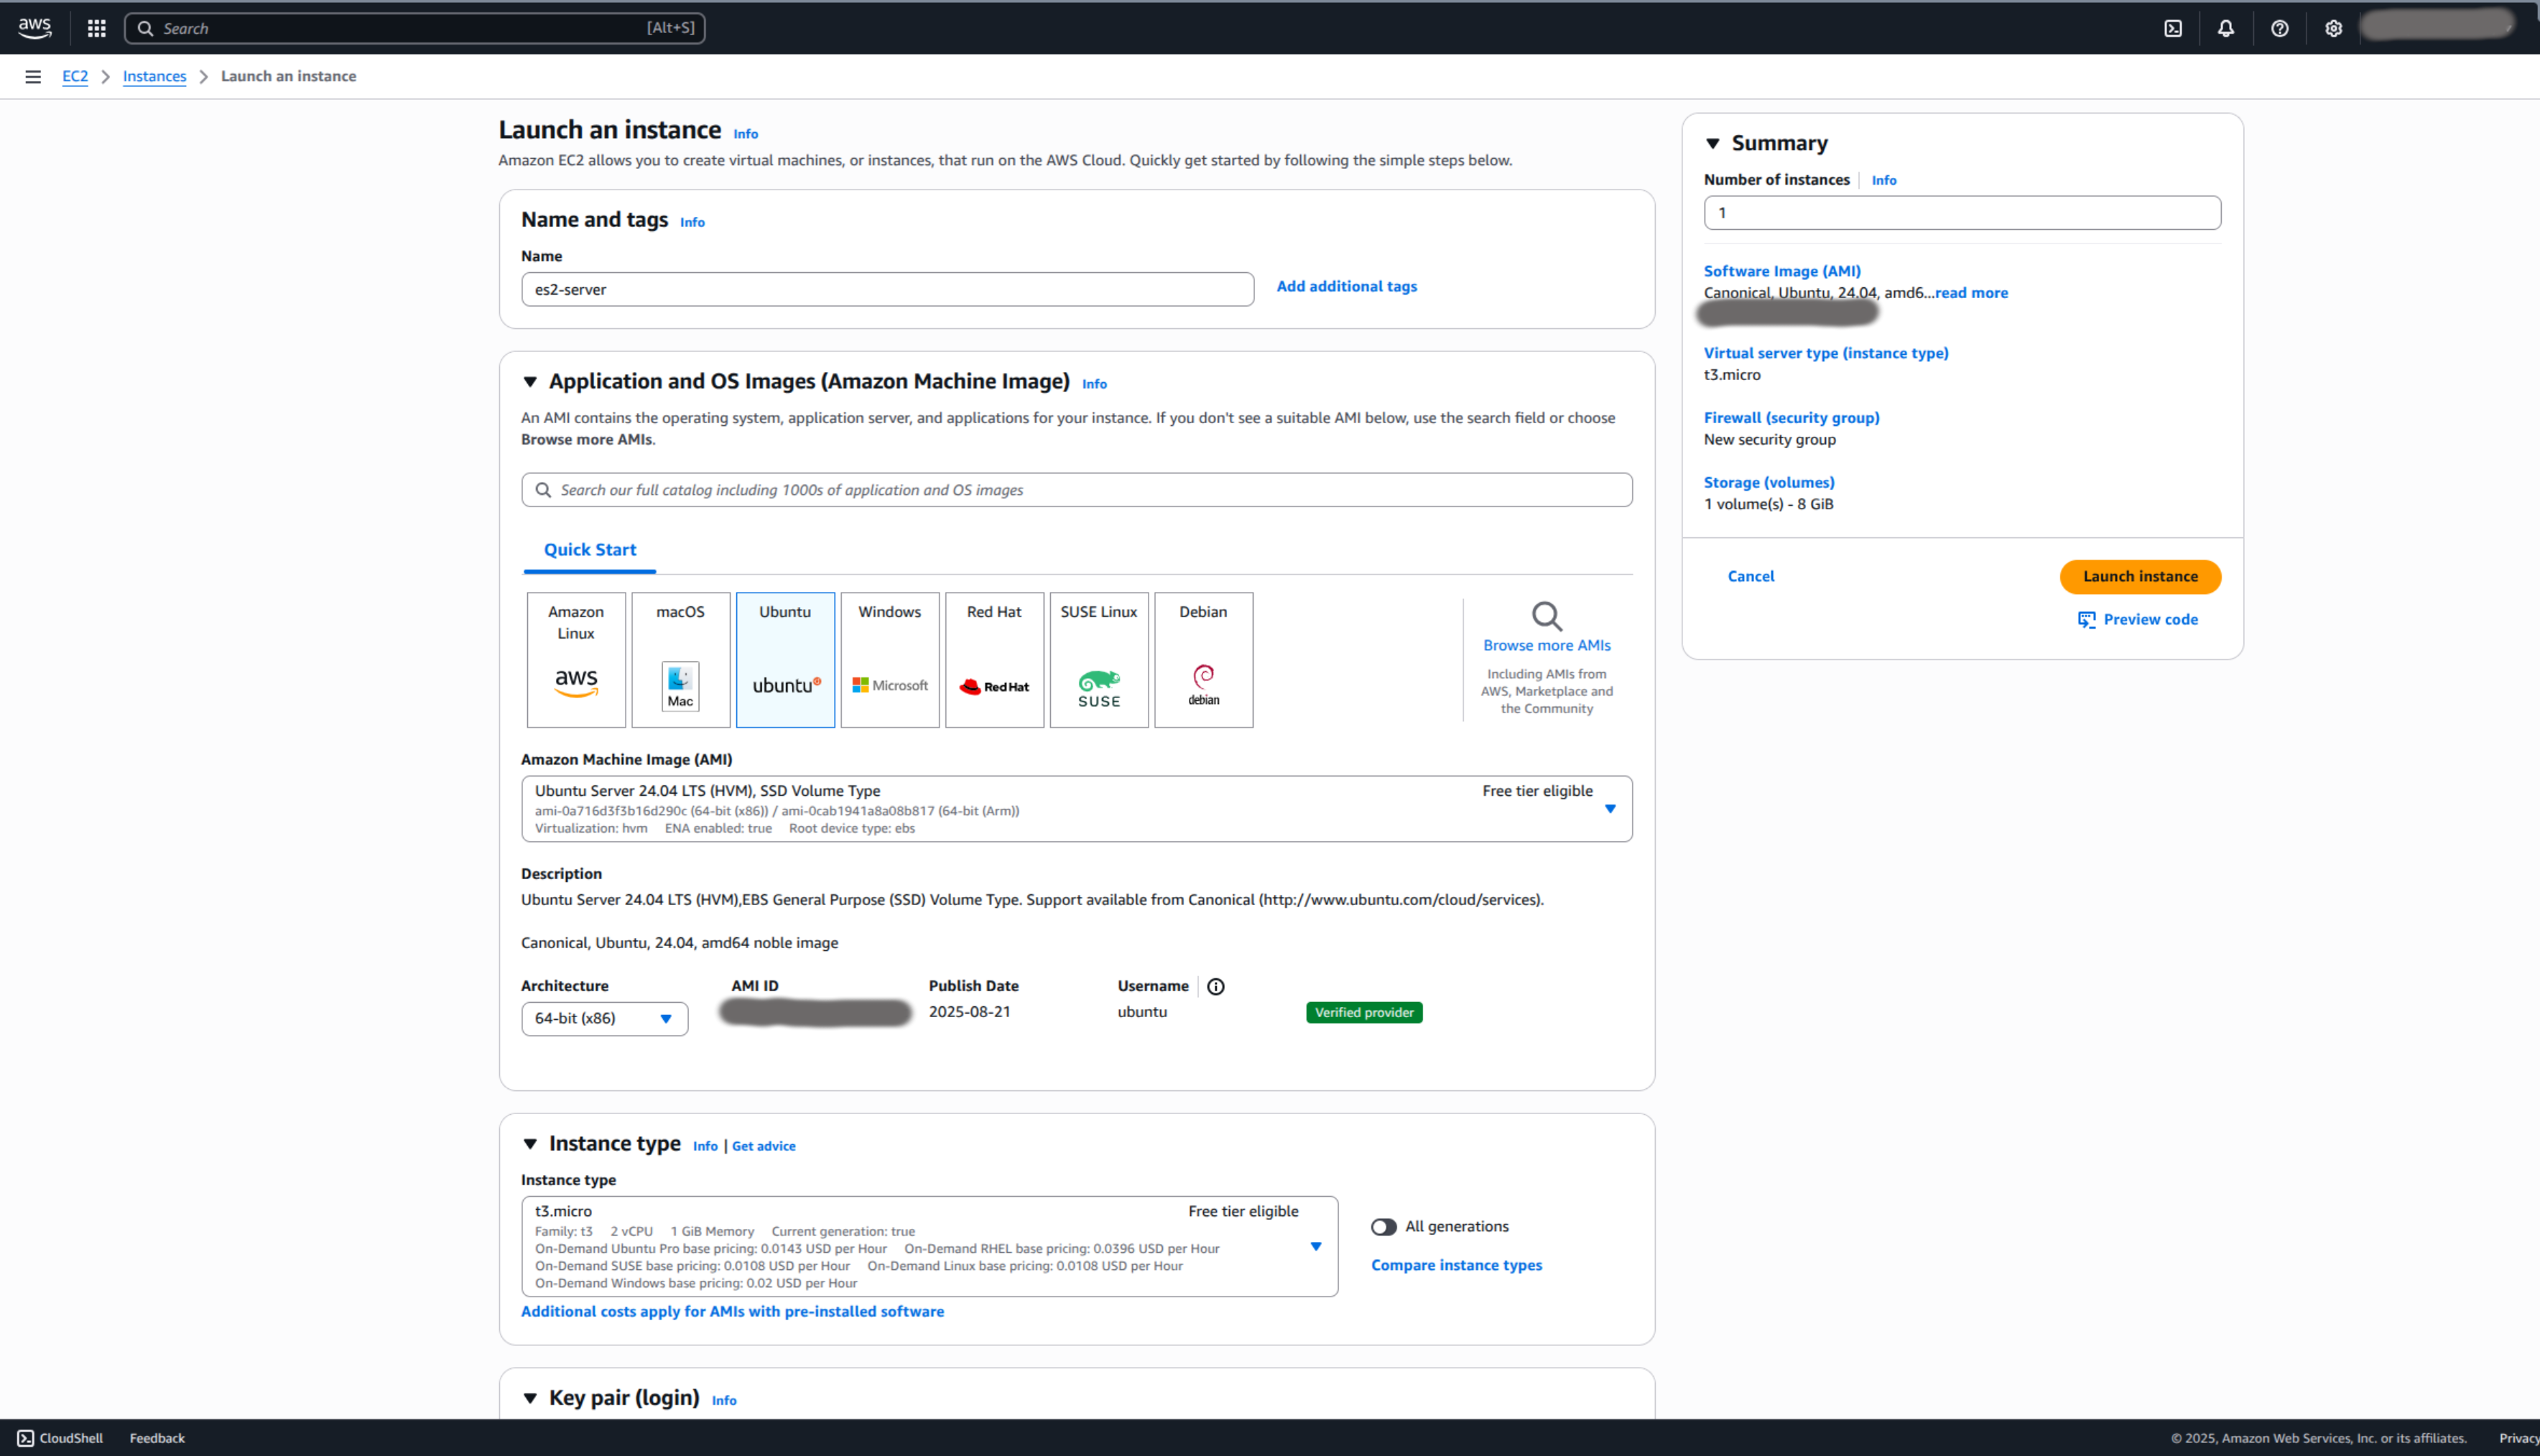 aws
Search [Alt+S]
EC2 Instances Launch an instance
Launch an instance Info
Amazon EC2 allows you to create virtual machines, or instances, that run on the AWS Cloud. Quickly get started by following the simple steps below.
Name and tags Info
Name
es2-server
Add additional tags
Application and OS Images (Amazon Machine Image) Info
An AMI contains the operating system, application server, and applications for your instance. If you don't see a suitable AMI below, use the search field or choose
Browse more AMIs.
Search our full catalog including 1000s of application and OS images
Quick Start
Amazon
Linux
aws
macOS
Mac
Ubuntu
ubuntu
Windows
Microsoft
Red Hat
Red Hat
SUSE Linux
SUSE
Debian
debian
Browse more AMIs
Including AMIs from
AWS, Marketplace and
the Community
Amazon Machine Image (AMI)
Ubuntu Server 24.04 LTS (HVM), SSD Volume Type Free tier eligible
ami-0a716d3f3b16d290c (64-bit (x86)) / ami-0cab1941a8a08b817 (64-bit (Arm))
Virtualization: hvm ENA enabled: true Root device type: ebs
Description
Ubuntu Server 24.04 LTS (HVM),EBS General Purpose (SSD) Volume Type. Support available from Canonical (http://www.ubuntu.com/cloud/services).
Canonical, Ubuntu, 24.04, amd64 noble image
Architecture AMI ID Publish Date Username
64-bit (x86) 2025-08-21 ubuntu Verified provider
Instance type Info | Get advice
Instance type
t3.micro Free tier eligible
Family: t3 2 vCPU 1 GiB Memory Current generation: true
On-Demand Ubuntu Pro base pricing: 0.0143 USD per Hour On-Demand RHEL base pricing: 0.0396 USD per Hour
On-Demand SUSE base pricing: 0.0108 USD per Hour On-Demand Linux base pricing: 0.0108 USD per Hour
On-Demand Windows base pricing: 0.02 USD per Hour
All generations
Compare instance types
Additional costs apply for AMIs with pre-installed software
Key pair (login) Info
Summary
Number of instances Info
1
Software Image (AMI)
Canonical, Ubuntu, 24.04, amd6...read more
Virtual server type (instance type)
t3.micro
Firewall (security group)
New security group
Storage (volumes)
1 volume(s) - 8 GiB
Cancel Launch instance
Preview code
CloudShell Feedback © 2025, Amazon Web Services, Inc. or its affiliates. Privacy